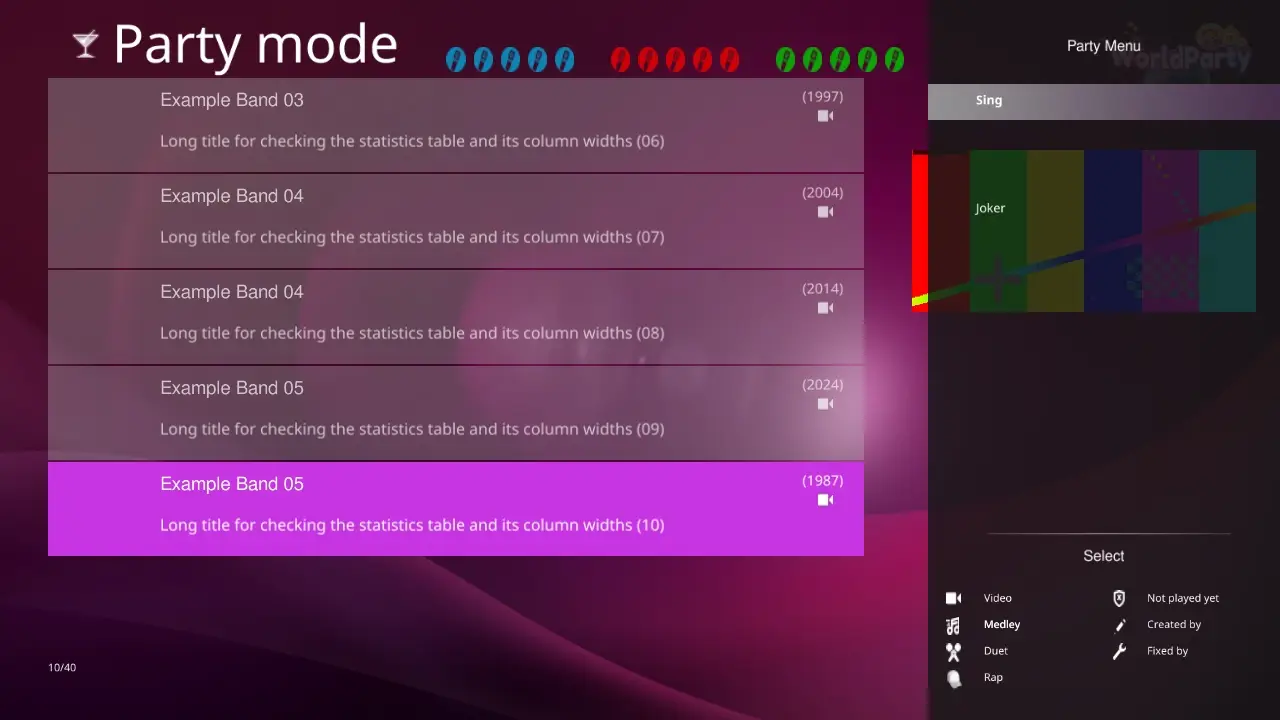 Party mode
Example Band 03
(1997)
Long title for checking the statistics table and its column widths (06)
Example Band 04
(2004)
Long title for checking the statistics table and its column widths (07)
Example Band 04
(2014)
Long title for checking the statistics table and its column widths (08)
Example Band 05
(2024)
Long title for checking the statistics table and its column widths (09)
Example Band 05
(1987)
Long title for checking the statistics table and its column widths (10)
10/40
Party Menu
WorldParty
Sing
Joker
Select
Video
Not played yet
Medley
Created by
Duet
Fixed by
Rap